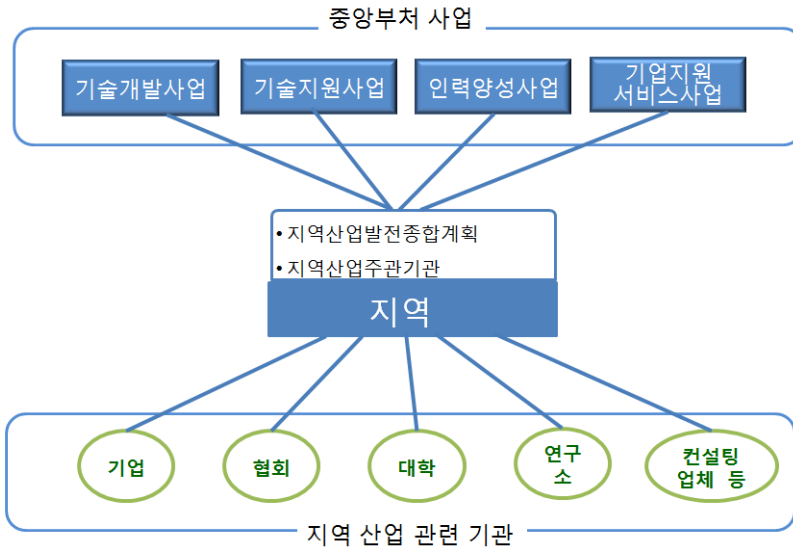 중앙부처 사업
기술개발사업
기술지원사업
인력양성사업
기업지원
서비스사업
• 지역산업발전종합계획
• 지역산업주관기관
지역
기업
협회
대학
연구
소
컨설팅
업체 등
지역 산업 관련 기관